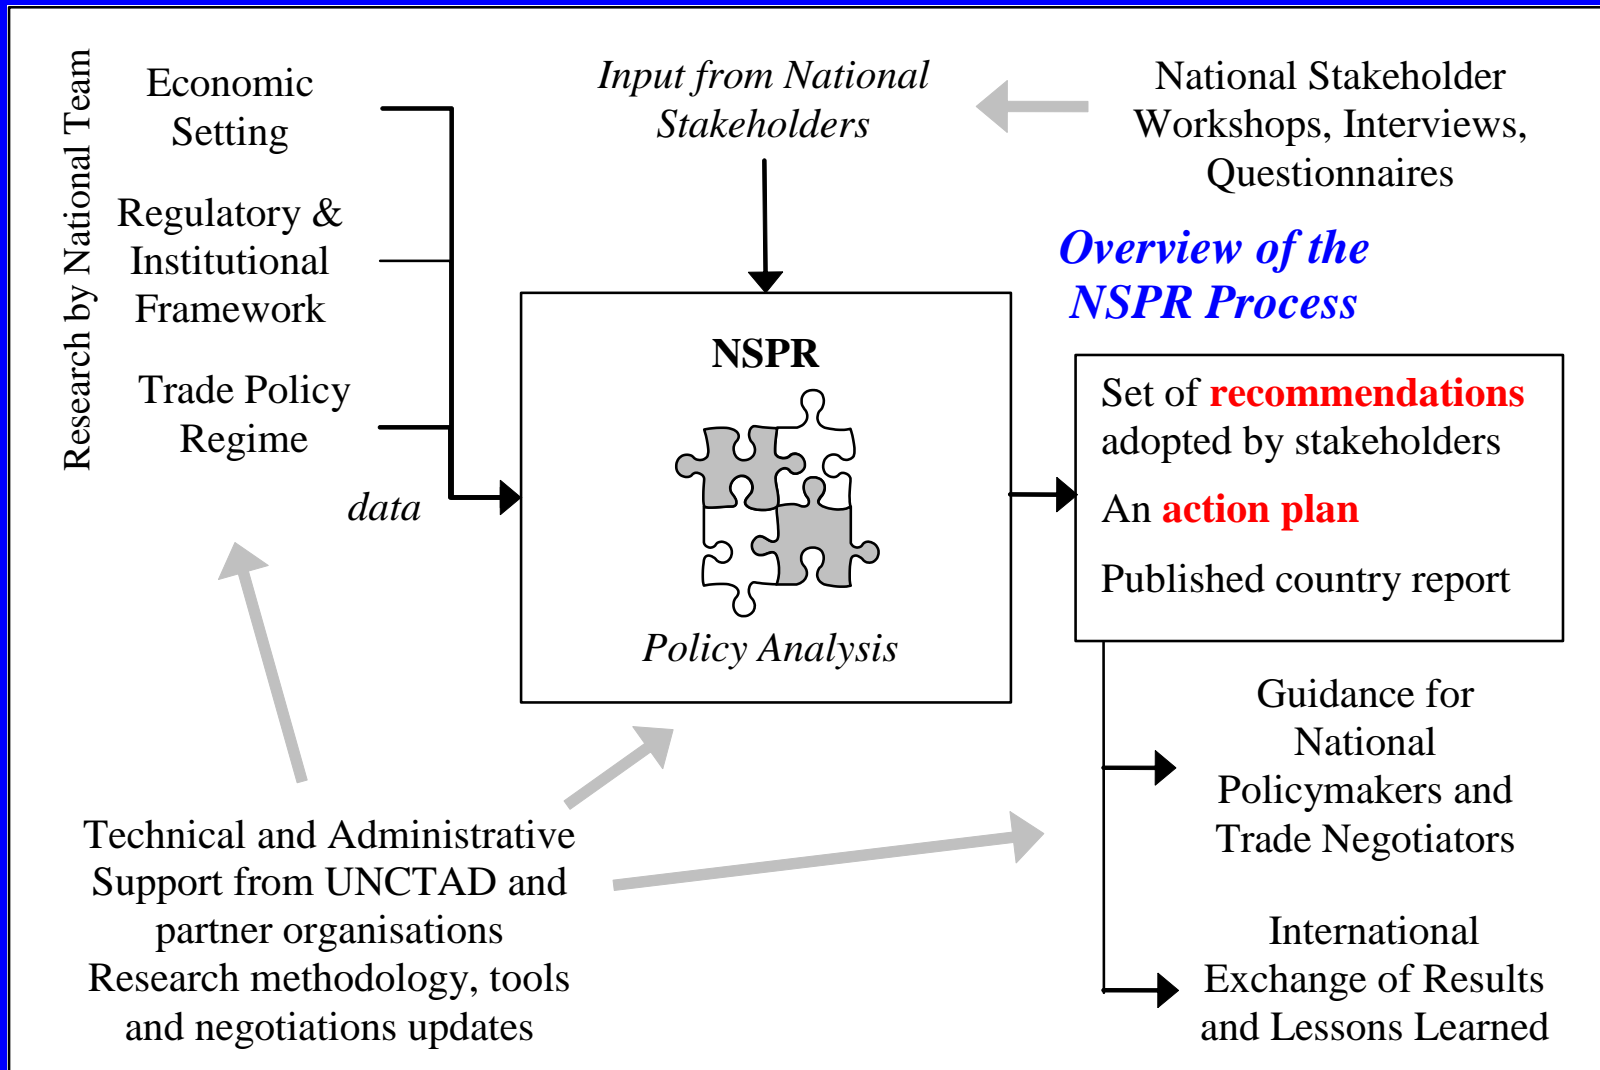 Research by National Team
Economic
Setting
Regulatory &
Institutional
Framework
Trade Policy
Regime
data
Input from National
Stakeholders
National Stakeholder
Workshops, Interviews,
Questionnaires
Overview of the
NSPR Process
NSPR
Policy Analysis
Set of recommendations
adopted by stakeholders
An action plan
Published country report
Guidance for
National
Policymakers and
Trade Negotiators
International
Exchange of Results
and Lessons Learned
Technical and Administrative
Support from UNCTAD and
partner organisations
Research methodology, tools
and negotiations updates